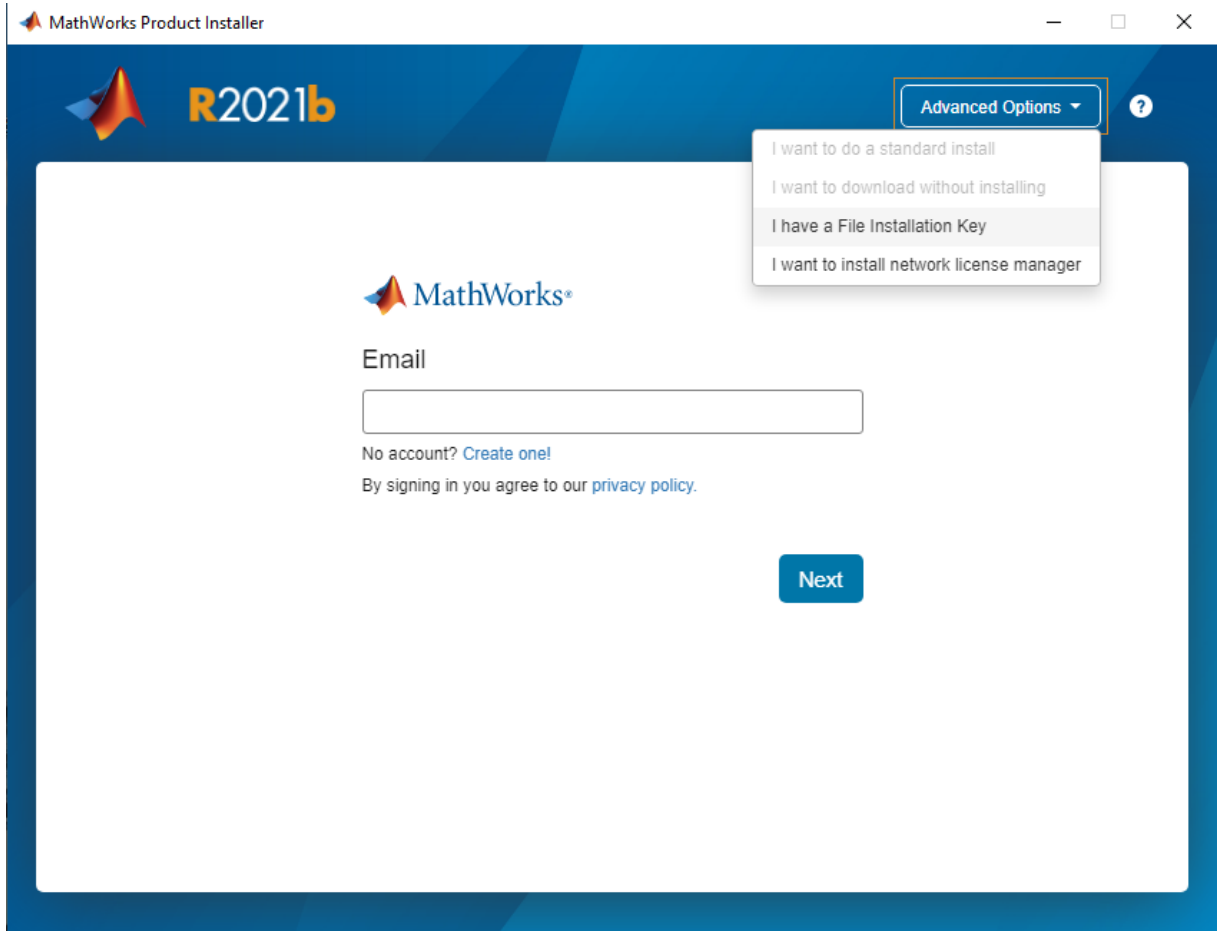 MathWorks Product Installer
R2021b
Advanced Options
?
I want to do a standard install
I want to download without installing
I have a File Installation Key
I want to install network license manager
MathWorks®
Email
No account? Create one!
By signing in you agree to our privacy policy.
Next